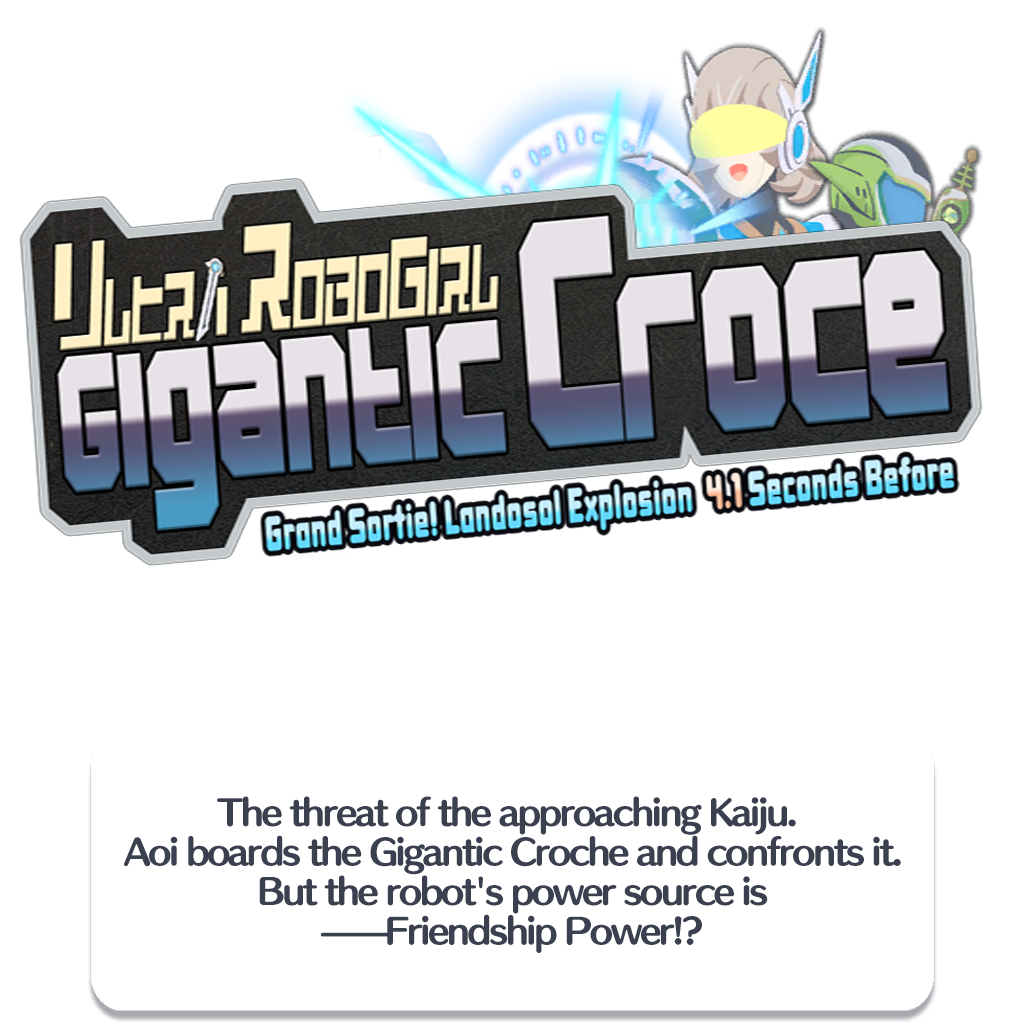 ULTRA ROBOGIRL
GIgantIC Croce
Grand Sortie! Landosol Explosion 4.1 Seconds Before
The threat of the approaching Kaiju.
Aoi boards the Gigantic Croche and confronts it.
But the robot's power source is
——Friendship Power!?